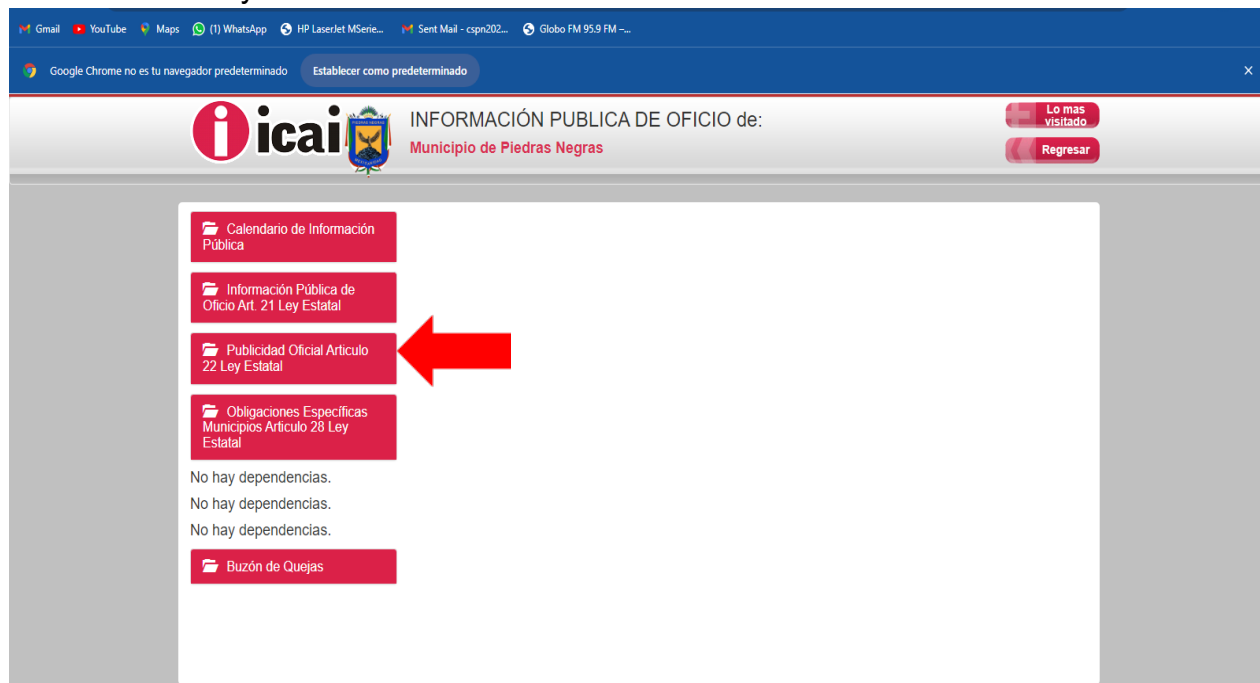 Gmail YouTube Maps (1) WhatsApp HP LaserJet MSerie... Sent Mail - cspn202... Globo FM 95.9 FM –...
Google Chrome no es tu navegador predeterminado Establecer como predeterminado
icai
INFORMACIÓN PUBLICA DE OFICIO de:
Municipio de Piedras Negras
Lo mas
visitado
Regresar
Calendario de Información
Pública
Información Pública de
Oficio Art. 21 Ley Estatal
Publicidad Oficial Articulo
22 Ley Estatal
Obligaciones Específicas
Municipios Articulo 28 Ley
Estatal
No hay dependencias.
No hay dependencias.
No hay dependencias.
Buzón de Quejas